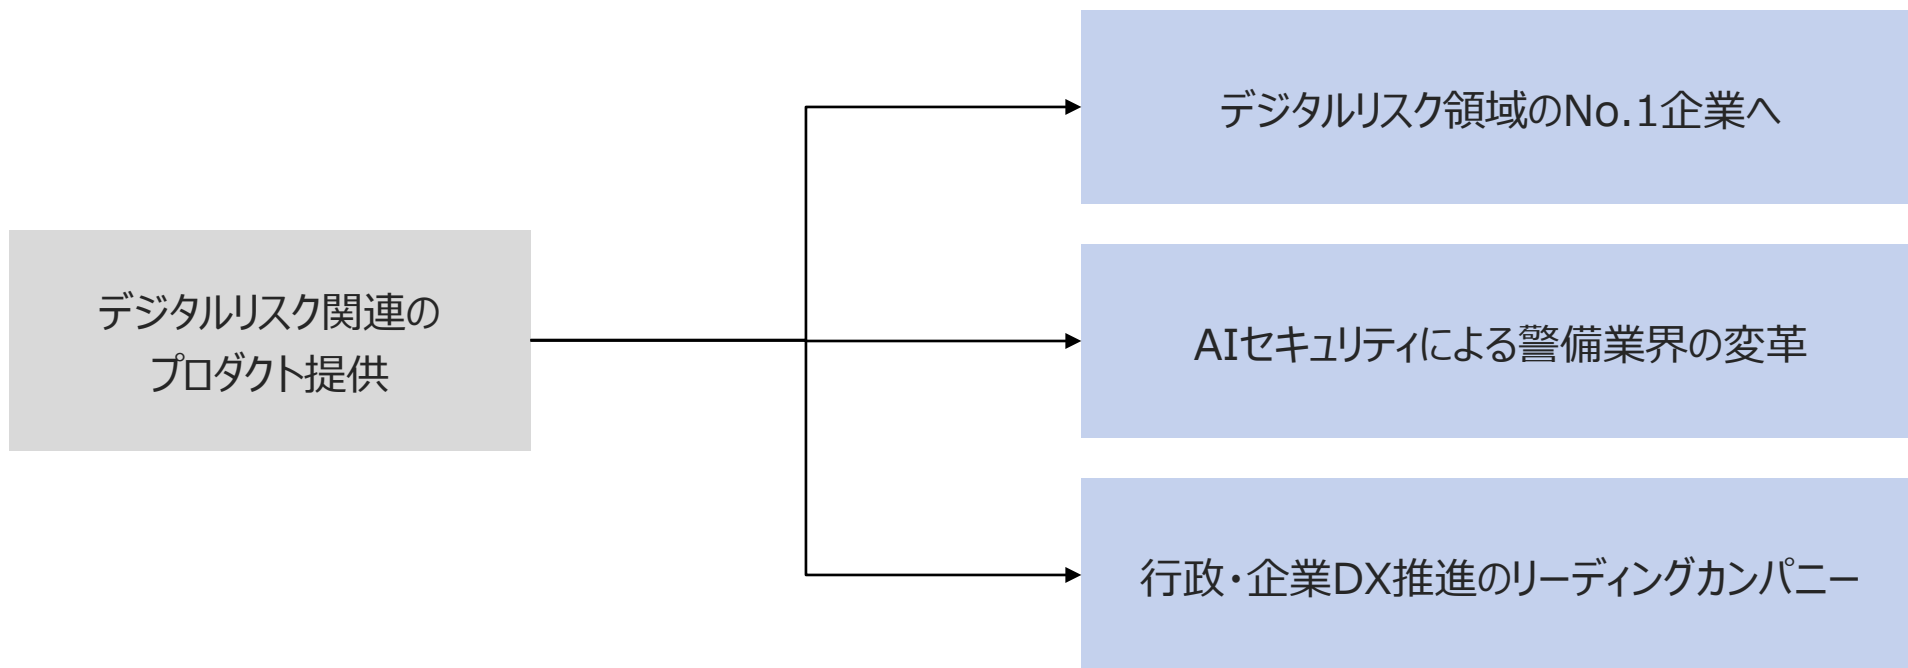 デジタルリスク領域のNo.1企業へ
デジタルリスク関連の
プロダクト提供
AIセキュリティによる警備業界の変革
行政・企業DX推進のリーディングカンパニー